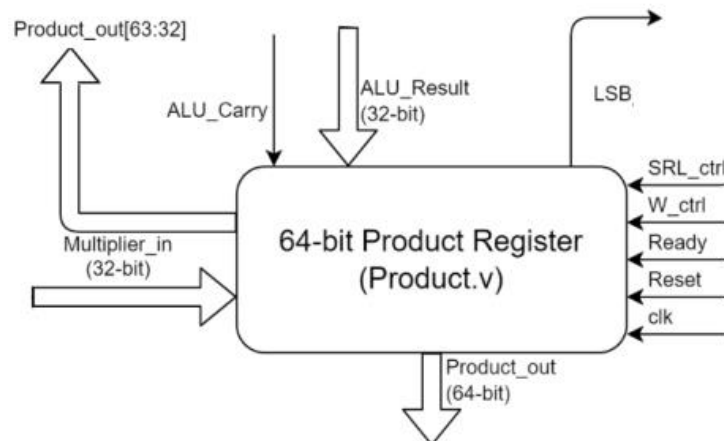 Product_out[63:32]
ALU_Carry
ALU_Result
(32-bit)
LSB
SRL_ctrl
W_ctrl
Ready
Reset
clk
Multiplier_in
(32-bit)
64-bit Product Register
(Product.v)
Product_out
(64-bit)